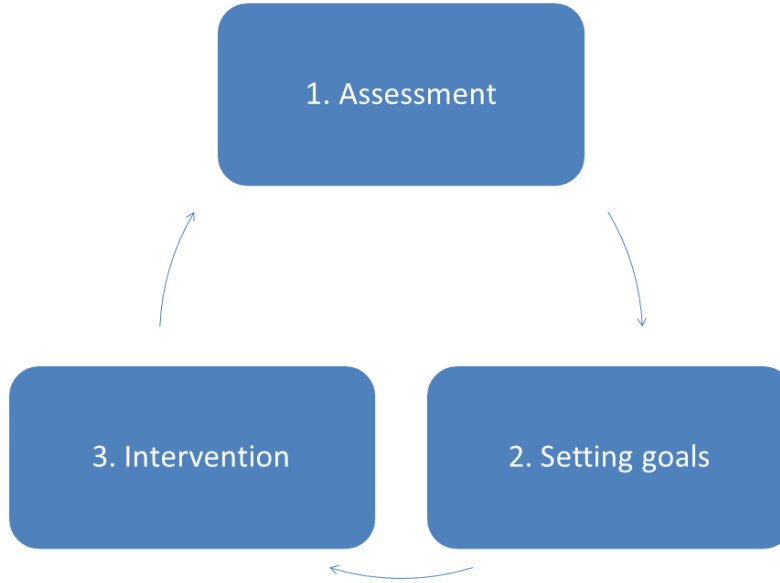 1. Assessment
2. Setting goals
3. Intervention